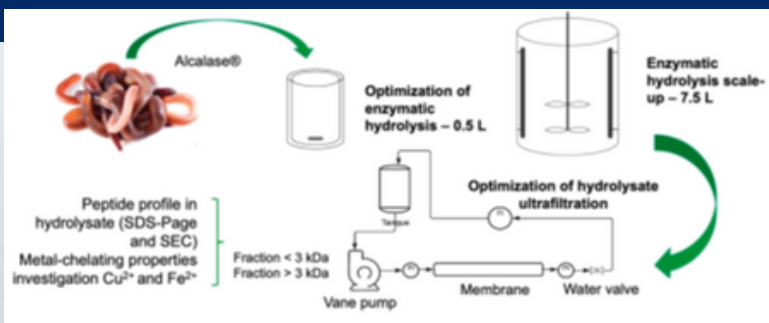 Alcalase®
Optimization of
enzymatic
hydrolysis – 0.5 L
Enzymatic
hydrolysis scale-
up – 7.5 L
Optimization of hydrolysate
ultrafiltration
Peptide profile in
hydrolysate (SDS-Page
and SEC)
Metal-chelating properties
investigation Cu²⁺ and Fe²⁺
Fraction < 3 kDa
Fraction > 3 kDa
Vane pump
Membrane
Water valve